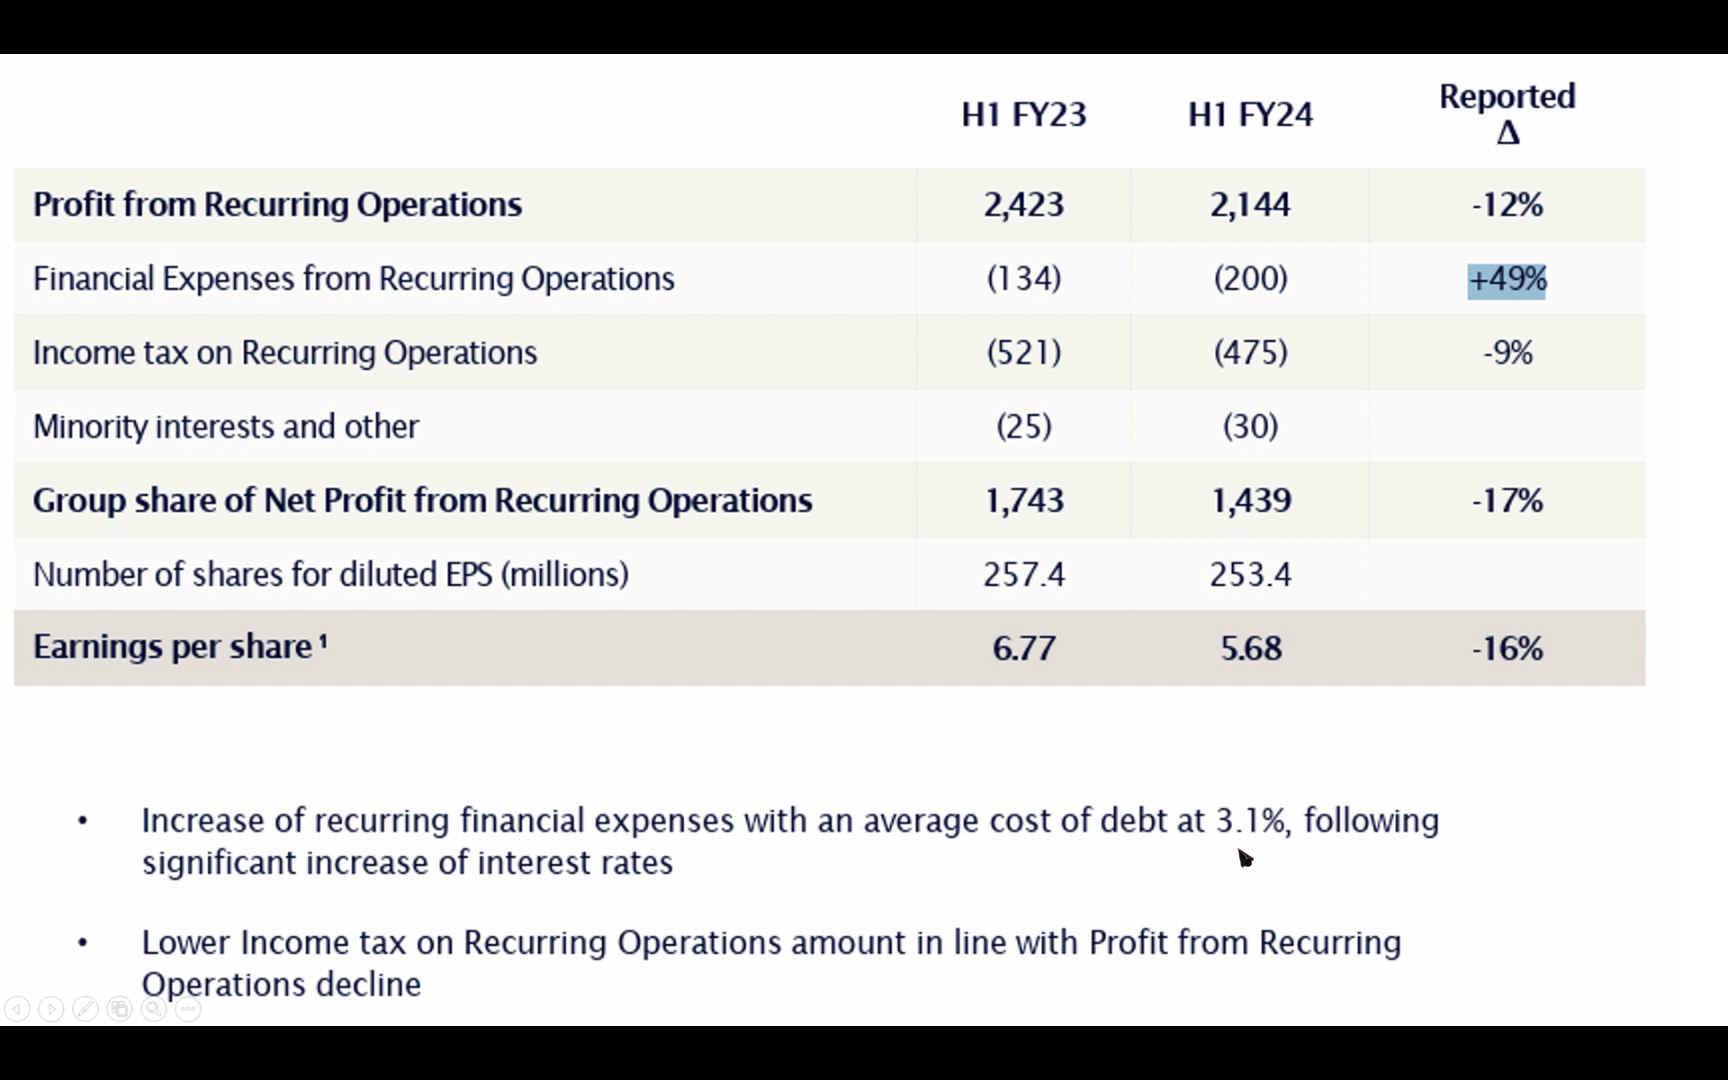 H1 FY23 H1 FY24 Reported
Δ
Profit from Recurring Operations 2,423 2,144 -12%
Financial Expenses from Recurring Operations (134) (200) +49%
Income tax on Recurring Operations (521) (475) -9%
Minority interests and other (25) (30)
Group share of Net Profit from Recurring Operations 1,743 1,439 -17%
Number of shares for diluted EPS (millions) 257.4 253.4
Earnings per share ¹ 6.77 5.68 -16%
• Increase of recurring financial expenses with an average cost of debt at 3.1%, following
significant increase of interest rates
• Lower Income tax on Recurring Operations amount in line with Profit from Recurring
Operations decline